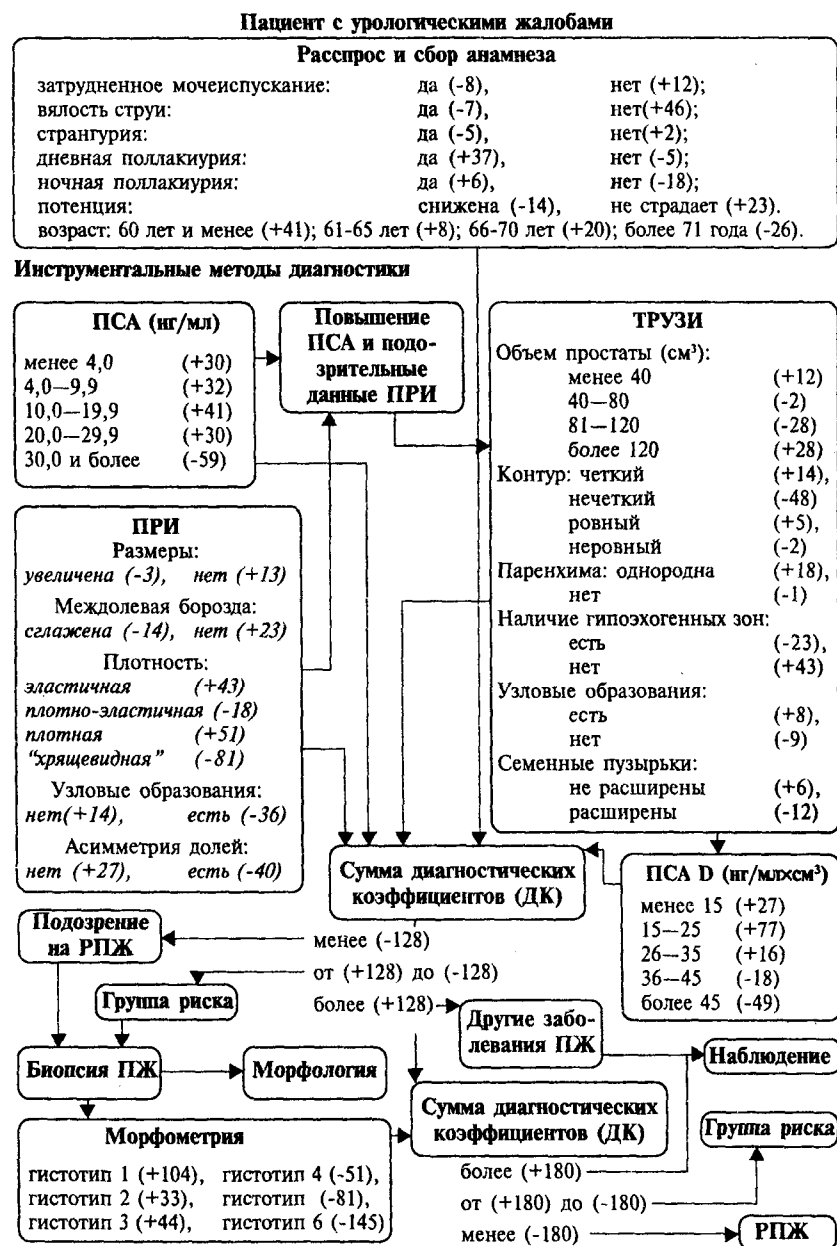 Пациент с урологическими жалобами
Расспрос и сбор анамнеза
затрудненное мочеиспускание: да (-8), нет (+12);
вялость струи: да (-7), нет(+46);
странгурия: да (-5), нет(+2);
дневная поллакиурия: да (+37), нет (-5);
ночная поллакиурия: да (+6), нет (-18);
потенция: снижена (-14), не страдает (+23).
возраст: 60 лет и менее (+41); 61-65 лет (+8); 66-70 лет (+20); более 71 года (-26).
Инструментальные методы диагностики
ПСА (нг/мл)
менее 4,0 (+30)
4,0—9,9 (+32)
10,0—19,9 (+41)
20,0—29,9 (+30)
30,0 и более (-59)
Повышение
ПСА и подо-
зрительные
данные ПРИ
ТРУЗИ
Объем простаты (см³):
менее 40 (+12)
40—80 (-2)
81—120 (-28)
более 120 (+28)
Контур: четкий (+14),
нечеткий (-48)
ровный (+5),
неровный (-2)
Паренхима: однородна (+18),
нет (-1)
Наличие гипоэхогенных зон:
есть (-23),
нет (+43)
Узловые образования:
есть (+8),
нет (-9)
Семенные пузырьки:
не расширены (+6),
расширены (-12)
ПРИ
Размеры:
увеличена (-3), нет (+13)
Междолевая борозда:
сглажена (-14), нет (+23)
Плотность:
эластичная (+43)
плотно-эластичная (-18)
плотная (+51)
"хрящевидная" (-81)
Узловые образования:
нет(+14), есть (-36)
Асимметрия долей:
нет (+27), есть (-40)
Сумма диагностических
коэффициентов (ДК)
ПСА D (нг/мл×см³)
менее 15 (+27)
15—25 (+77)
26—35 (+16)
36—45 (-18)
более 45 (-49)
Подозрение
на РПЖ
менее (-128)
от (+128) до (-128)
более (+128)
Группа риска
Другие забо-
левания ПЖ
Биопсия ПЖ
Морфология
Наблюдение
Сумма диагностических
коэффициентов (ДК)
Группа риска
Морфометрия
гистотип 1 (+104), гистотип 4 (-51),
гистотип 2 (+33), гистотип (-81),
гистотип 3 (+44), гистотип 6 (-145)
более (+180)
от (+180) до (-180)
менее (-180)
РПЖ